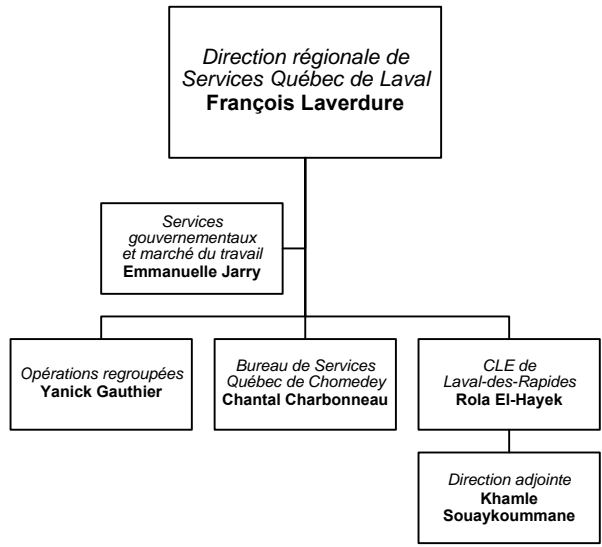 Direction régionale de
Services Québec de Laval
François Laverdure
Services
gouvernementaux
et marché du travail
Emmanuelle Jarry
Opérations regroupées
Yanick Gauthier
Bureau de Services
Québec de Chomedey
Chantal Charbonneau
CLE de
Laval-des-Rapides
Rola El-Hayek
Direction adjointe
Khamle
Souaykoummane